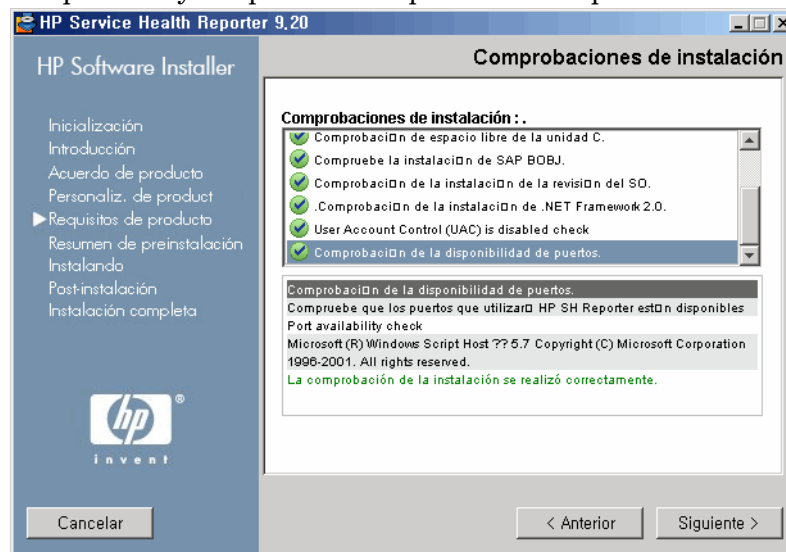 HP Service Health Reporter 9,20
HP Software Installer
Comprobaciones de instalación
Inicialización
Introducción
Acuerdo de producto
Personaliz. de product
Requisitos de producto
Resumen de preinstalación
Instalando
Post-instalación
Instalación completa
hp
®
invent
Comprobaciones de instalación : .
Comprobaci□n de espacio libre de la unidad C.
Compruebe la instalaci□n de SAP BOBJ.
Comprobaci□n de la instalaci□n de la revisi□n del SO.
.Comprobaci□n de la instalaci□n de .NET Framework 2.0.
User Account Control (UAC) is disabled check
Comprobaci□n de la disponibilidad de puertos.
Comprobaci□n de la disponibilidad de puertos.
Compruebe que los puertos que utilizar□ HP SH Reporter est□n disponibles
Port availability check
Microsoft (R) Windows Script Host ?? 5.7 Copyright (C) Microsoft Corporation
1996-2001. All rights reserved.
La comprobación de la instalación se realizó correctamente.
Cancelar
< Anterior
Siguiente >